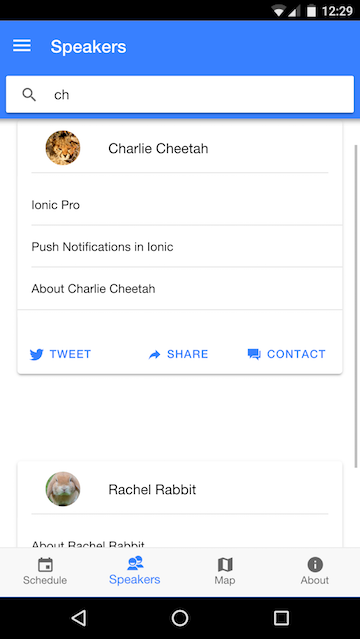 12:29
Speakers
ch
Charlie Cheetah
Ionic Pro
Push Notifications in Ionic
About Charlie Cheetah
TWEET SHARE CONTACT
Rachel Rabbit
About Rachel Rabbit
Schedule Speakers Map About